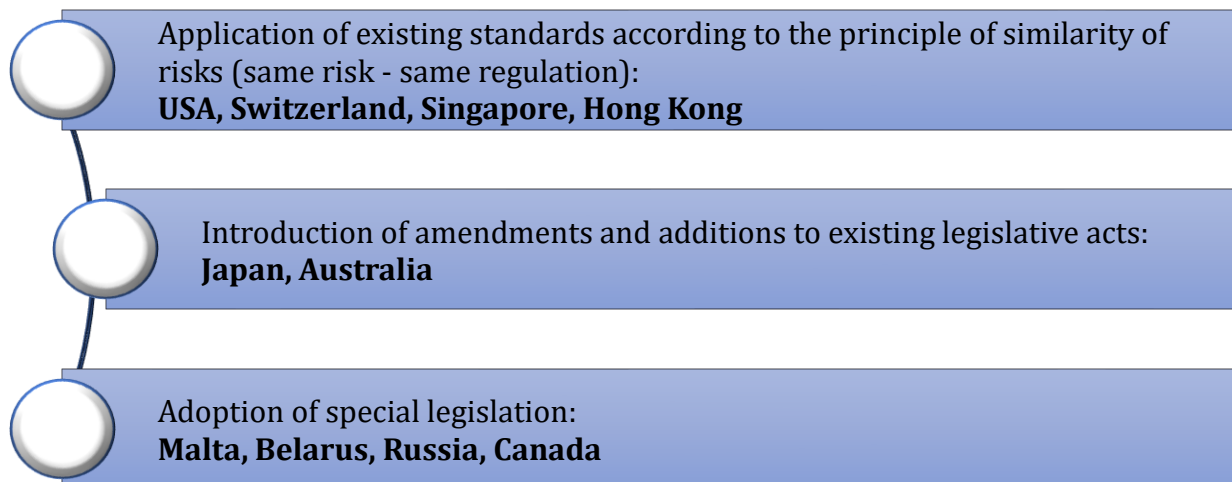 Application of existing standards according to the principle of similarity of
risks (same risk - same regulation):
USA, Switzerland, Singapore, Hong Kong
Introduction of amendments and additions to existing legislative acts:
Japan, Australia
Adoption of special legislation:
Malta, Belarus, Russia, Canada